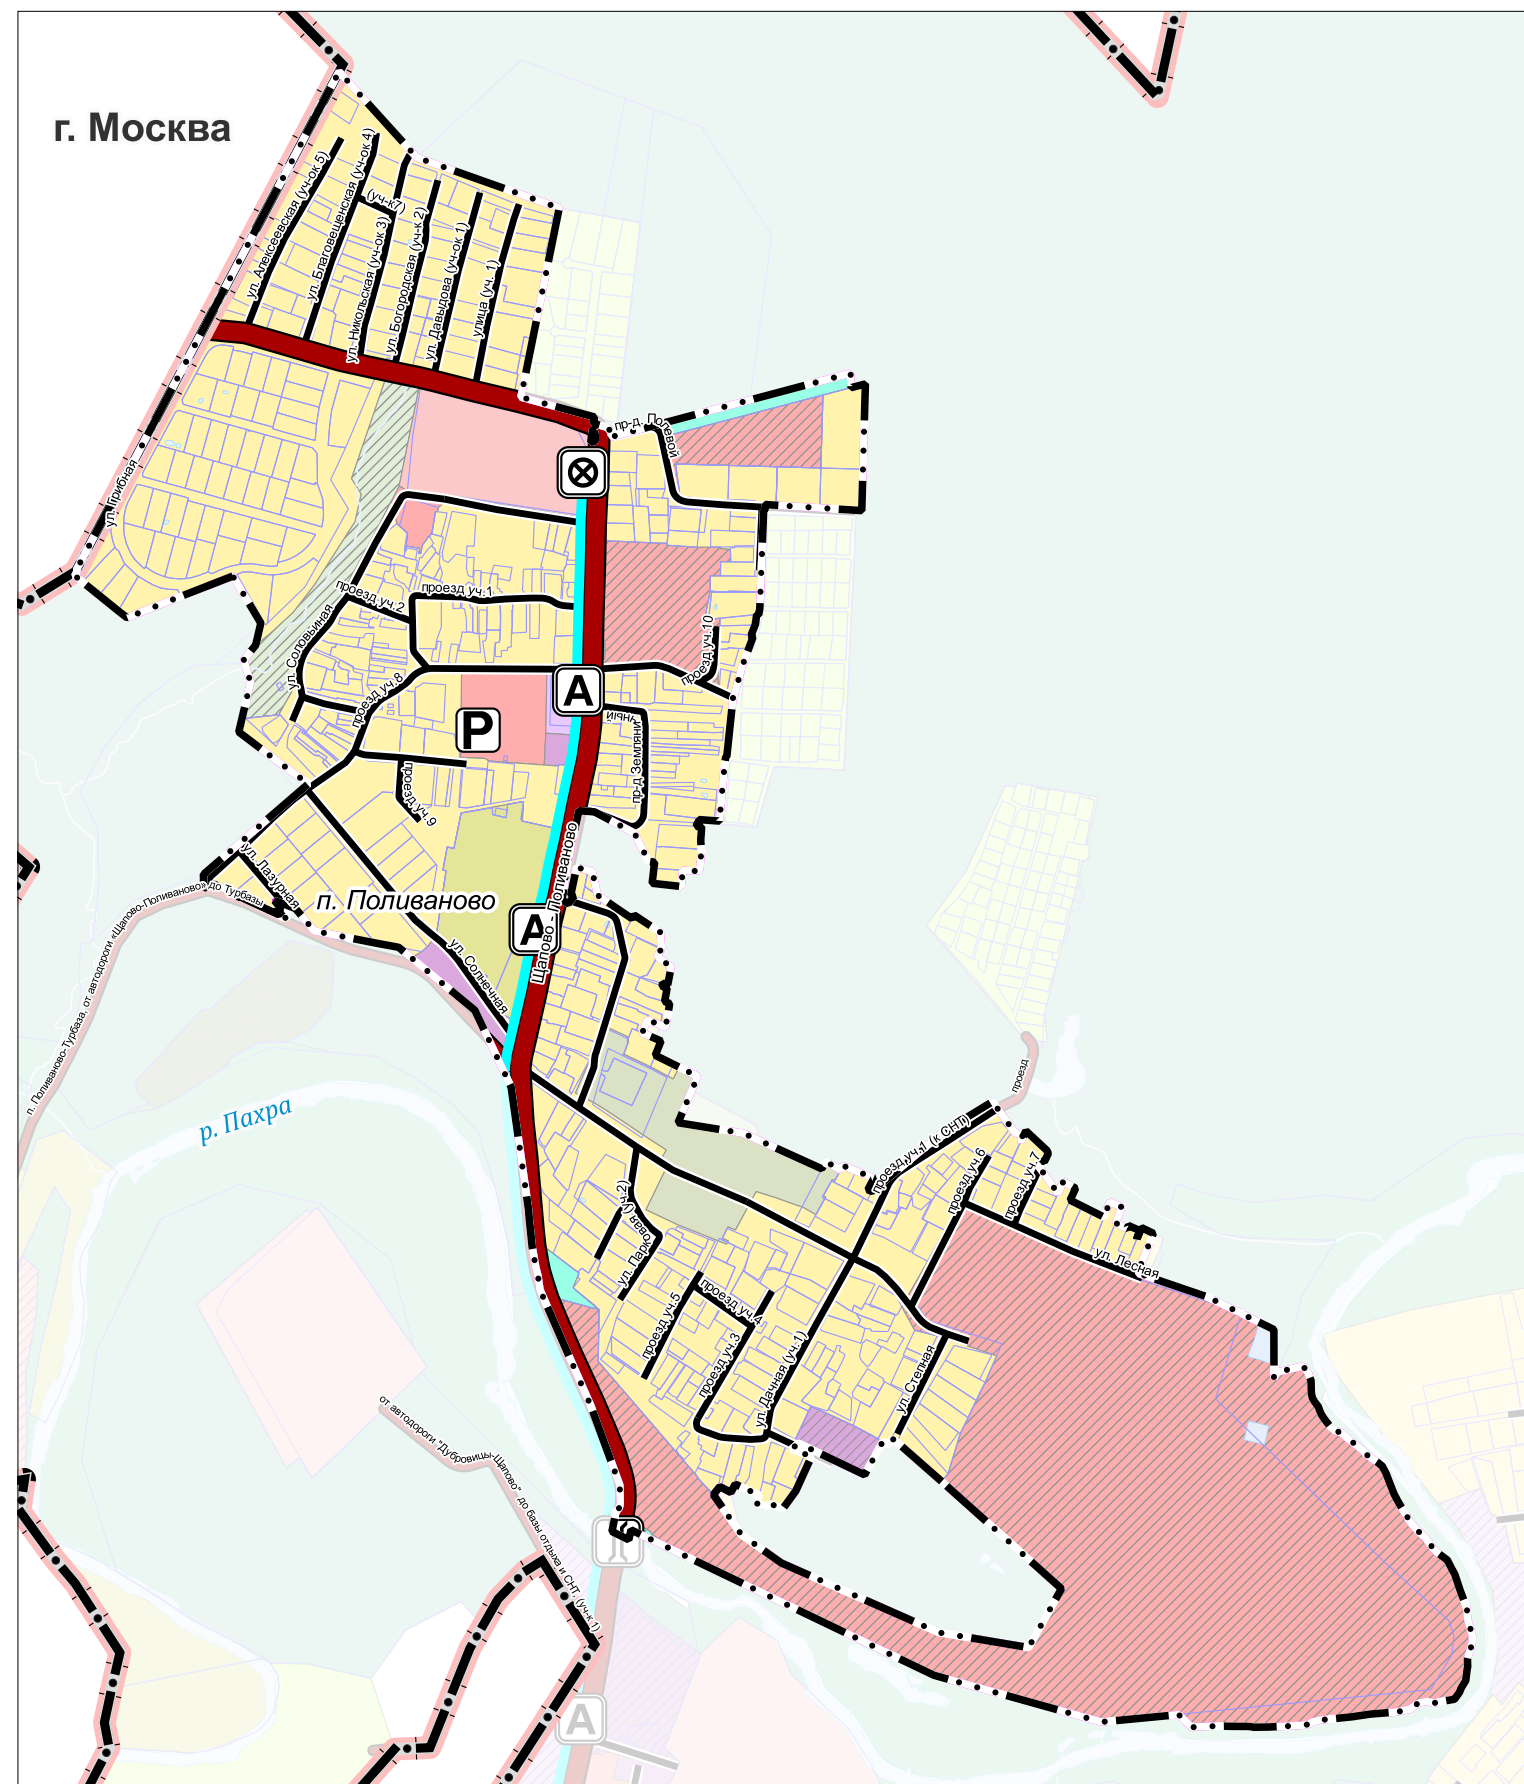 г. Москва
ул. Алексеевская (уч-ок 5)
ул. Благовещенская (уч-ок 4)
(уч-к7)
ул. Никольская (уч-ок 3)
ул. Богородская (уч-к 2)
ул. Давыдова (уч-ок 1)
улица (уч. 1)
пр-д. Полевой
ул. Грибная
проезд уч.2
проезд уч.1
ул. Соловьиная
проезд уч.10
проезд уч.8
А
Р
пр-д Земляничный
проезд уч.9
ул. Лазурная
п. Поливаново-Турбаза, от автодороги «Щапово-Поливаново» до Турбазы
п. Поливаново
А
Щапово - Поливаново
ул. Солнечная
р. Пахра
проезд
проезд уч.1 (к СНТ)
проезд уч.6
проезд уч.7
ул. Парковая (уч.2)
ул. Лесная
проезд уч.5
проезд уч.4
проезд уч.3
ул. Дачная (уч.1)
ул. Степная
от автодороги "Дубровицы-Щапово" до базы отдыха и СНТ. (уч-к 1)
А